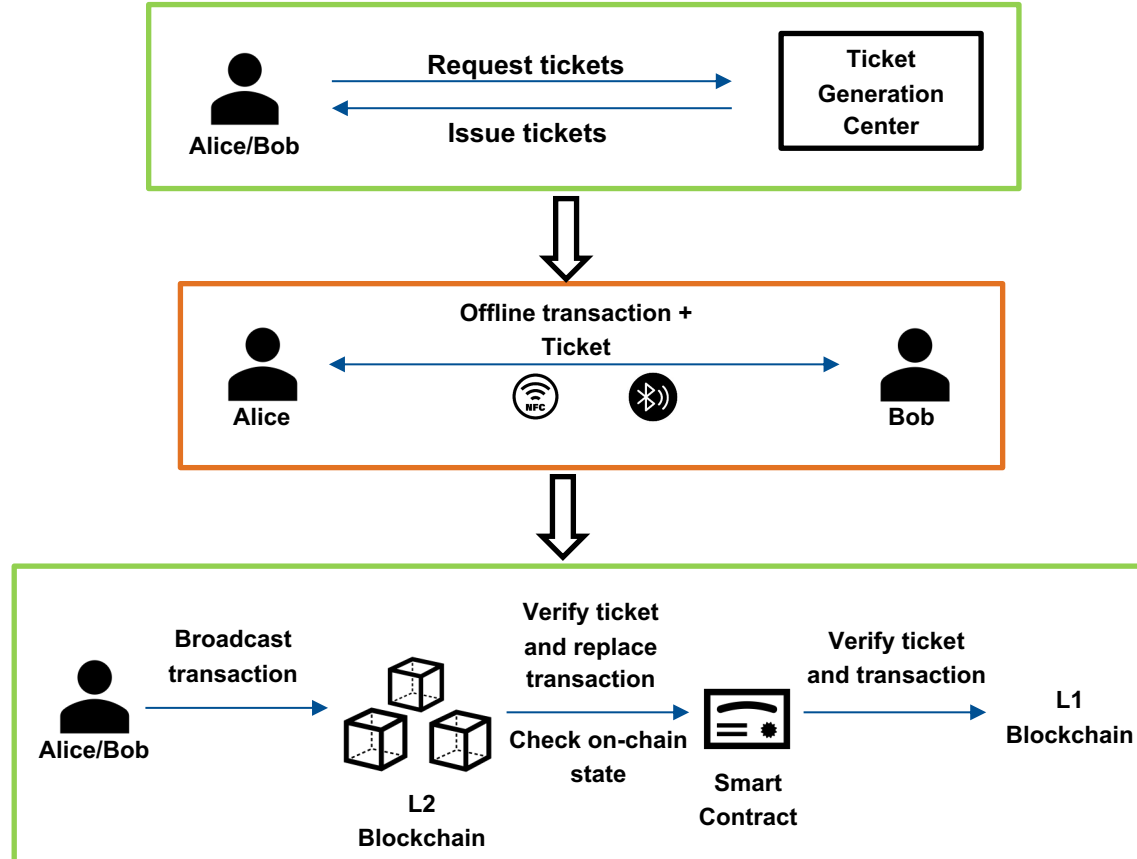 Request tickets
Issue tickets
Alice/Bob
Ticket
Generation
Center
Offline transaction +
Ticket
NFC
Alice
Bob
Broadcast
transaction
Alice/Bob
L2
Blockchain
Verify ticket
and replace
transaction
Check on-chain
state
Smart
Contract
Verify ticket
and transaction
L1
Blockchain